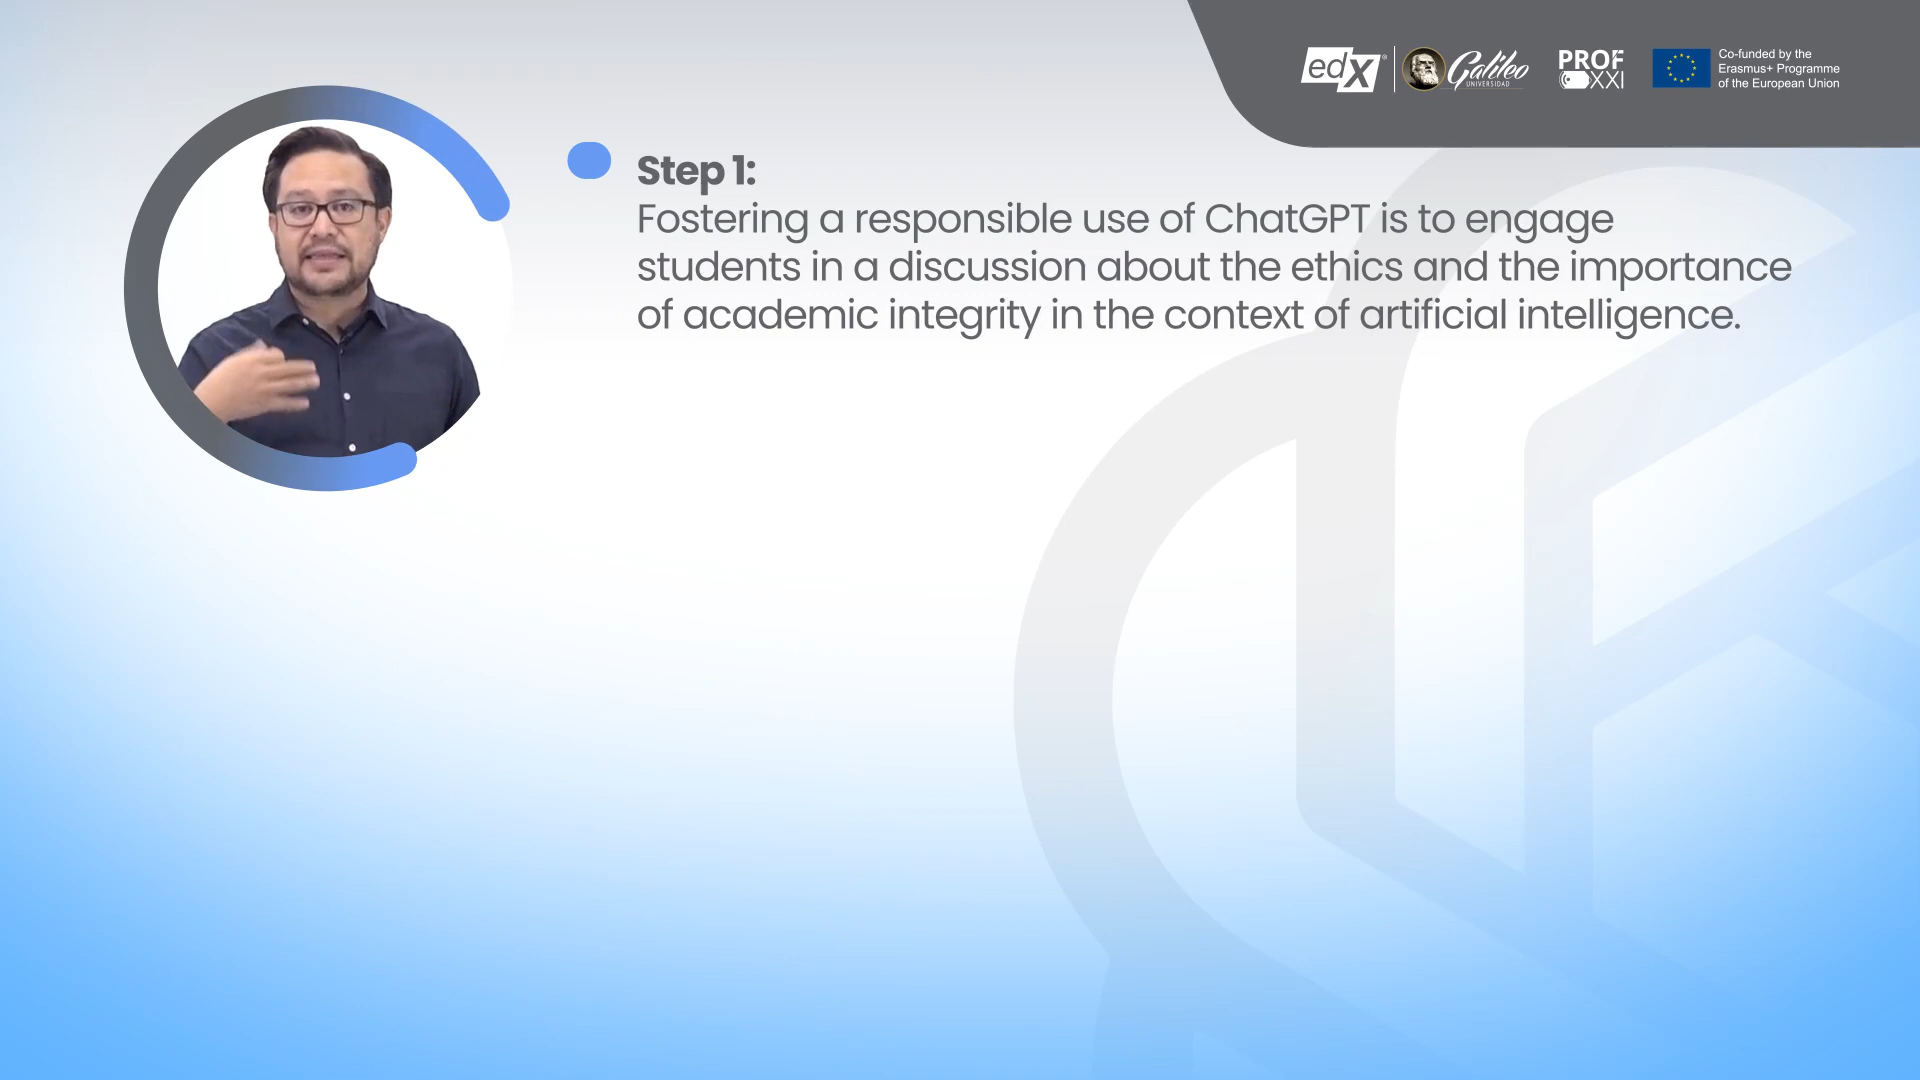 edX
Galileo
UNIVERSIDAD
PROF
XXI
Co-funded by the
Erasmus+ Programme
of the European Union
Step 1:
Fostering a responsible use of ChatGPT is to engage
students in a discussion about the ethics and the importance
of academic integrity in the context of artificial intelligence.